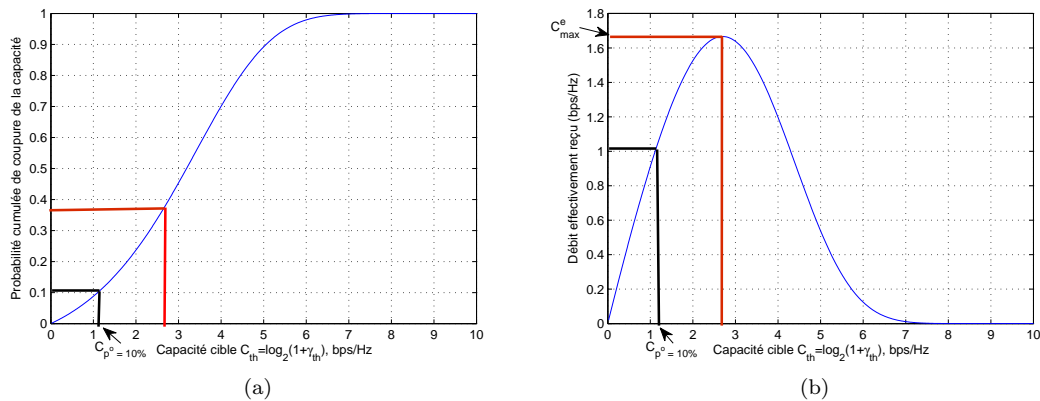 Probabilité cumulée de coupure de la capacité
1
0.9
0.8
0.7
0.6
0.5
0.4
0.3
0.2
0.1
0
0 1 2 3 4 5 6 7 8 9 10
C_p° = 10%
Capacité cible C_th=log_2(1+γ_th), bps/Hz
(a)
C^e_max
Débit effectivement reçu (bps/Hz)
1.8
1.6
1.4
1.2
1
0.8
0.6
0.4
0.2
0
0 1 2 3 4 5 6 7 8 9 10
C_p° = 10%
Capacité cible C_th=log_2(1+γ_th), bps/Hz
(b)